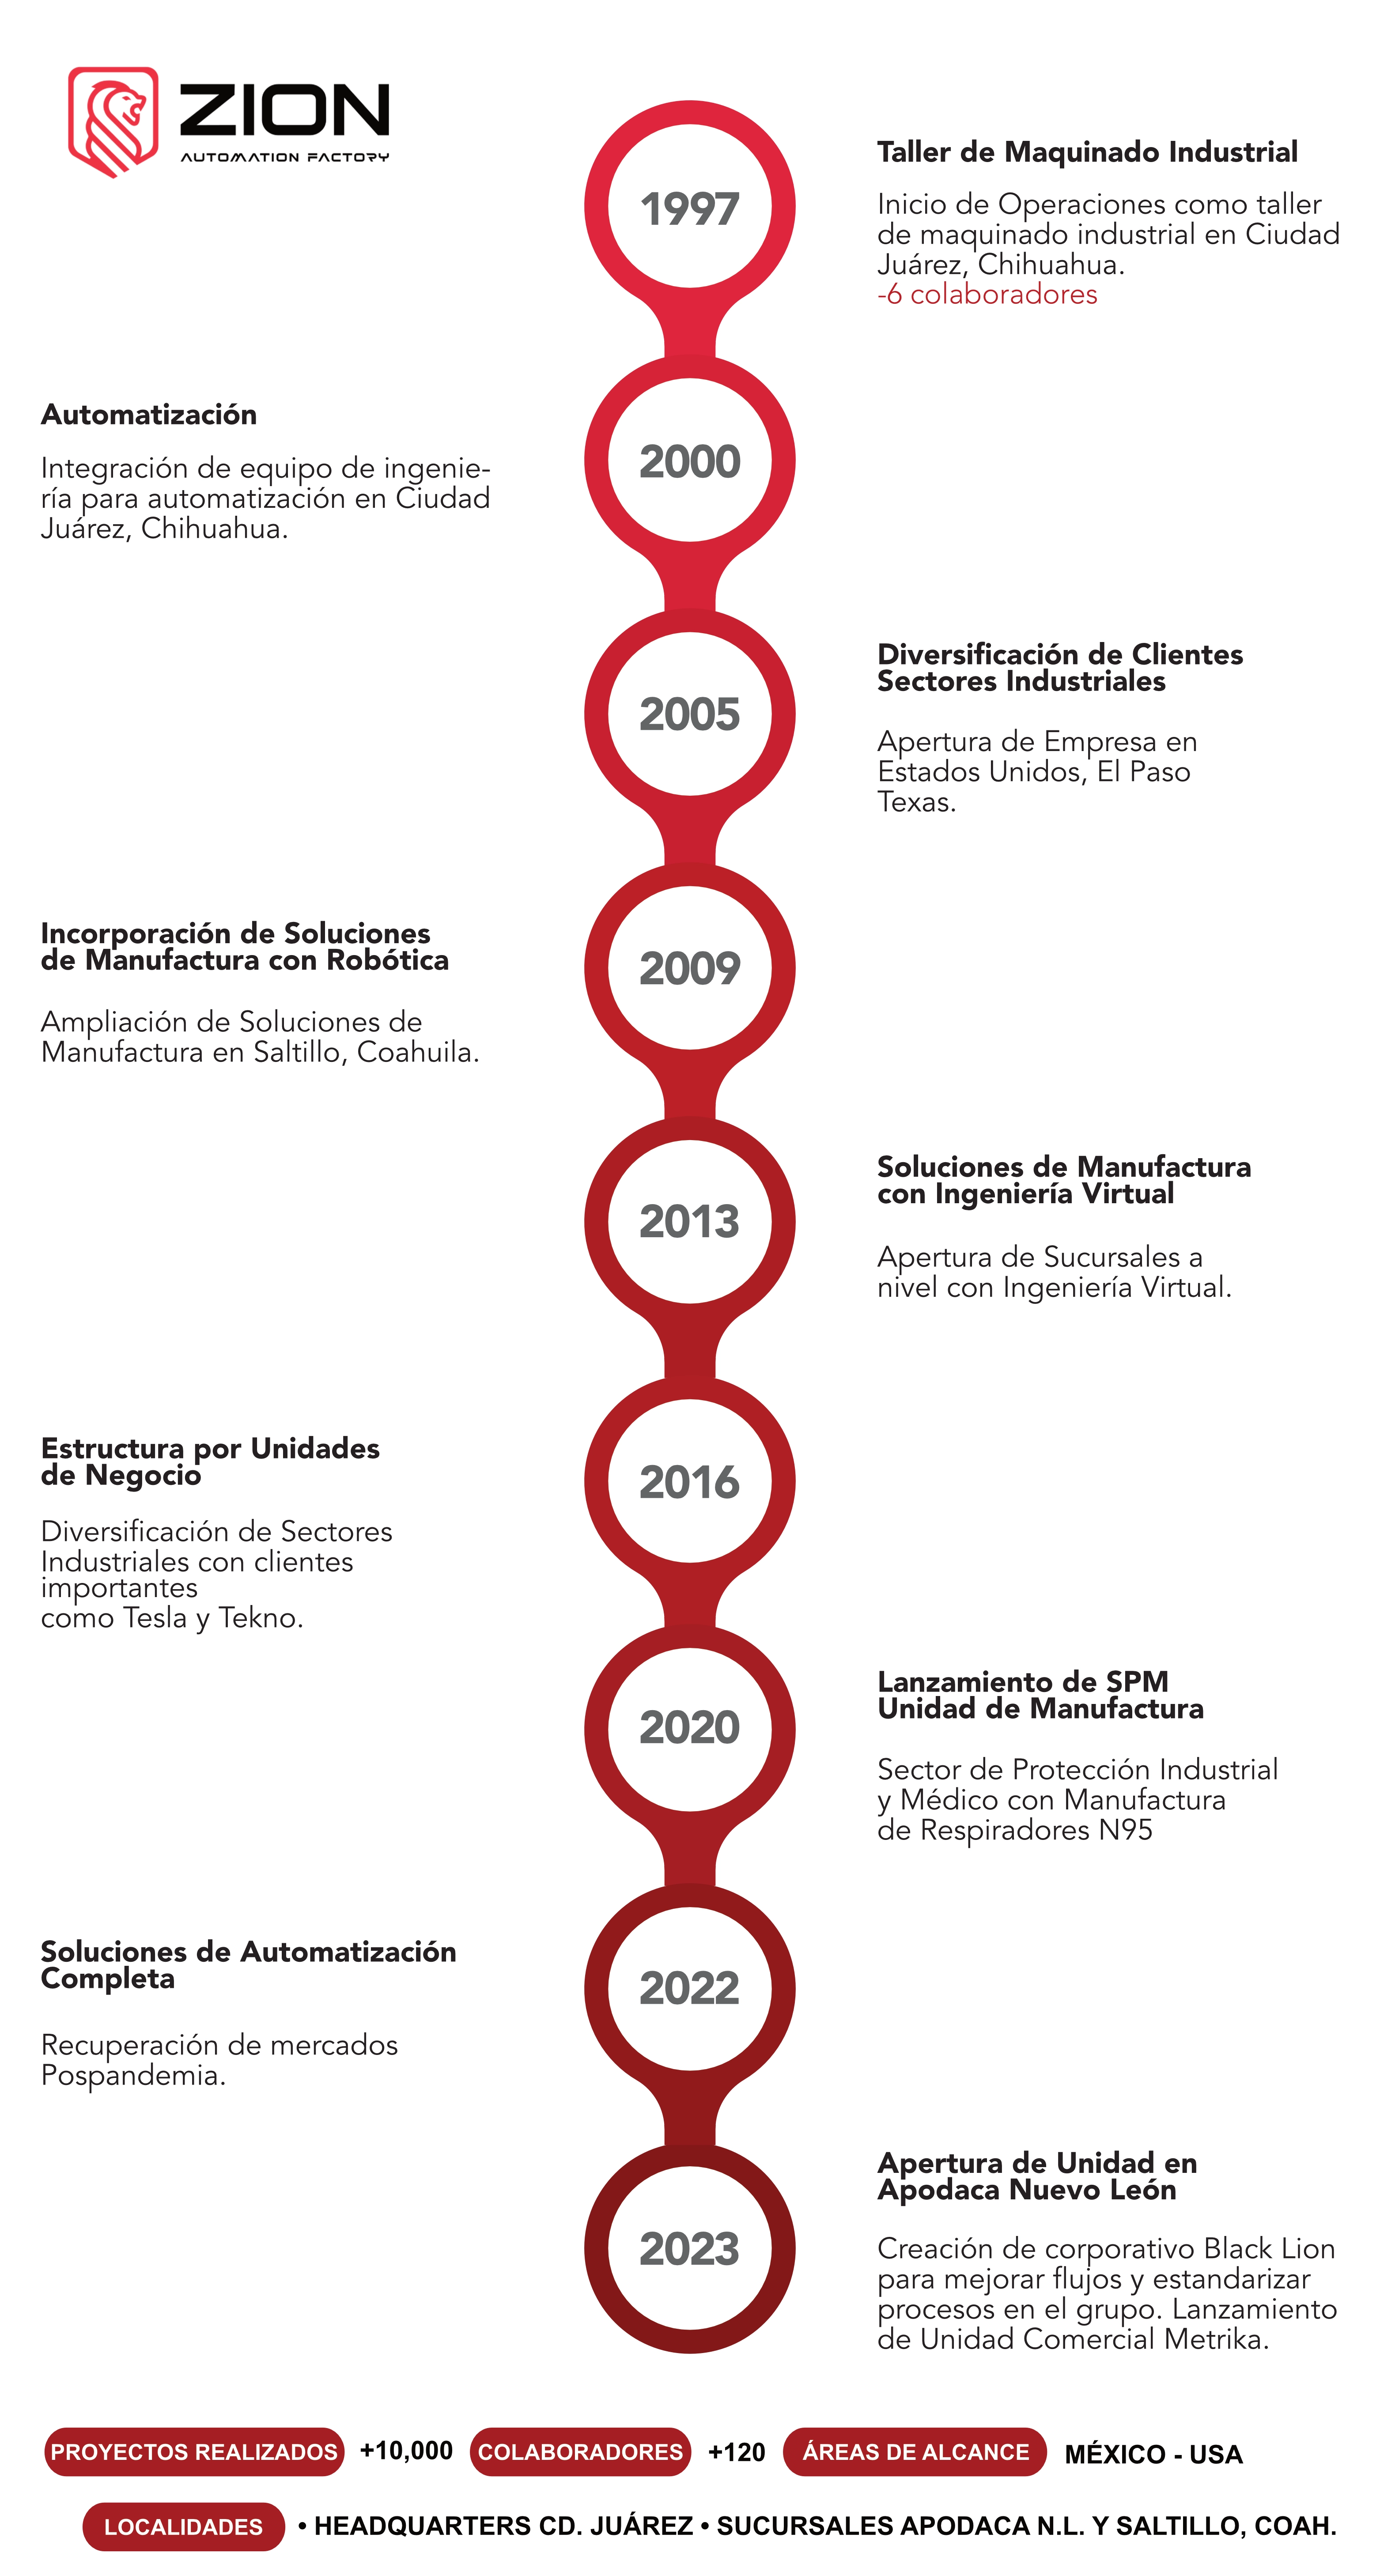 ZION
AUTOMATION FACTORY
1997
Taller de Maquinado Industrial
Inicio de Operaciones como taller
de maquinado industrial en Ciudad
Juárez, Chihuahua.
-6 colaboradores
Automatización
Integración de equipo de ingenie-
ría para automatización en Ciudad
Juárez, Chihuahua.
2000
2005
Diversificación de Clientes
Sectores Industriales
Apertura de Empresa en
Estados Unidos, El Paso
Texas.
Incorporación de Soluciones
de Manufactura con Robótica
Ampliación de Soluciones de
Manufactura en Saltillo, Coahuila.
2009
2013
Soluciones de Manufactura
con Ingeniería Virtual
Apertura de Sucursales a
nivel con Ingeniería Virtual.
Estructura por Unidades
de Negocio
Diversificación de Sectores
Industriales con clientes
importantes
como Tesla y Tekno.
2016
2020
Lanzamiento de SPM
Unidad de Manufactura
Sector de Protección Industrial
y Médico con Manufactura
de Respiradores N95
Soluciones de Automatización
Completa
Recuperación de mercados
Pospandemia.
2022
2023
Apertura de Unidad en
Apodaca Nuevo León
Creación de corporativo Black Lion
para mejorar flujos y estandarizar
procesos en el grupo. Lanzamiento
de Unidad Comercial Metrika.
PROYECTOS REALIZADOS +10,000 COLABORADORES +120 ÁREAS DE ALCANCE MÉXICO - USA
LOCALIDADES • HEADQUARTERS CD. JUÁREZ • SUCURSALES APODACA N.L. Y SALTILLO, COAH.